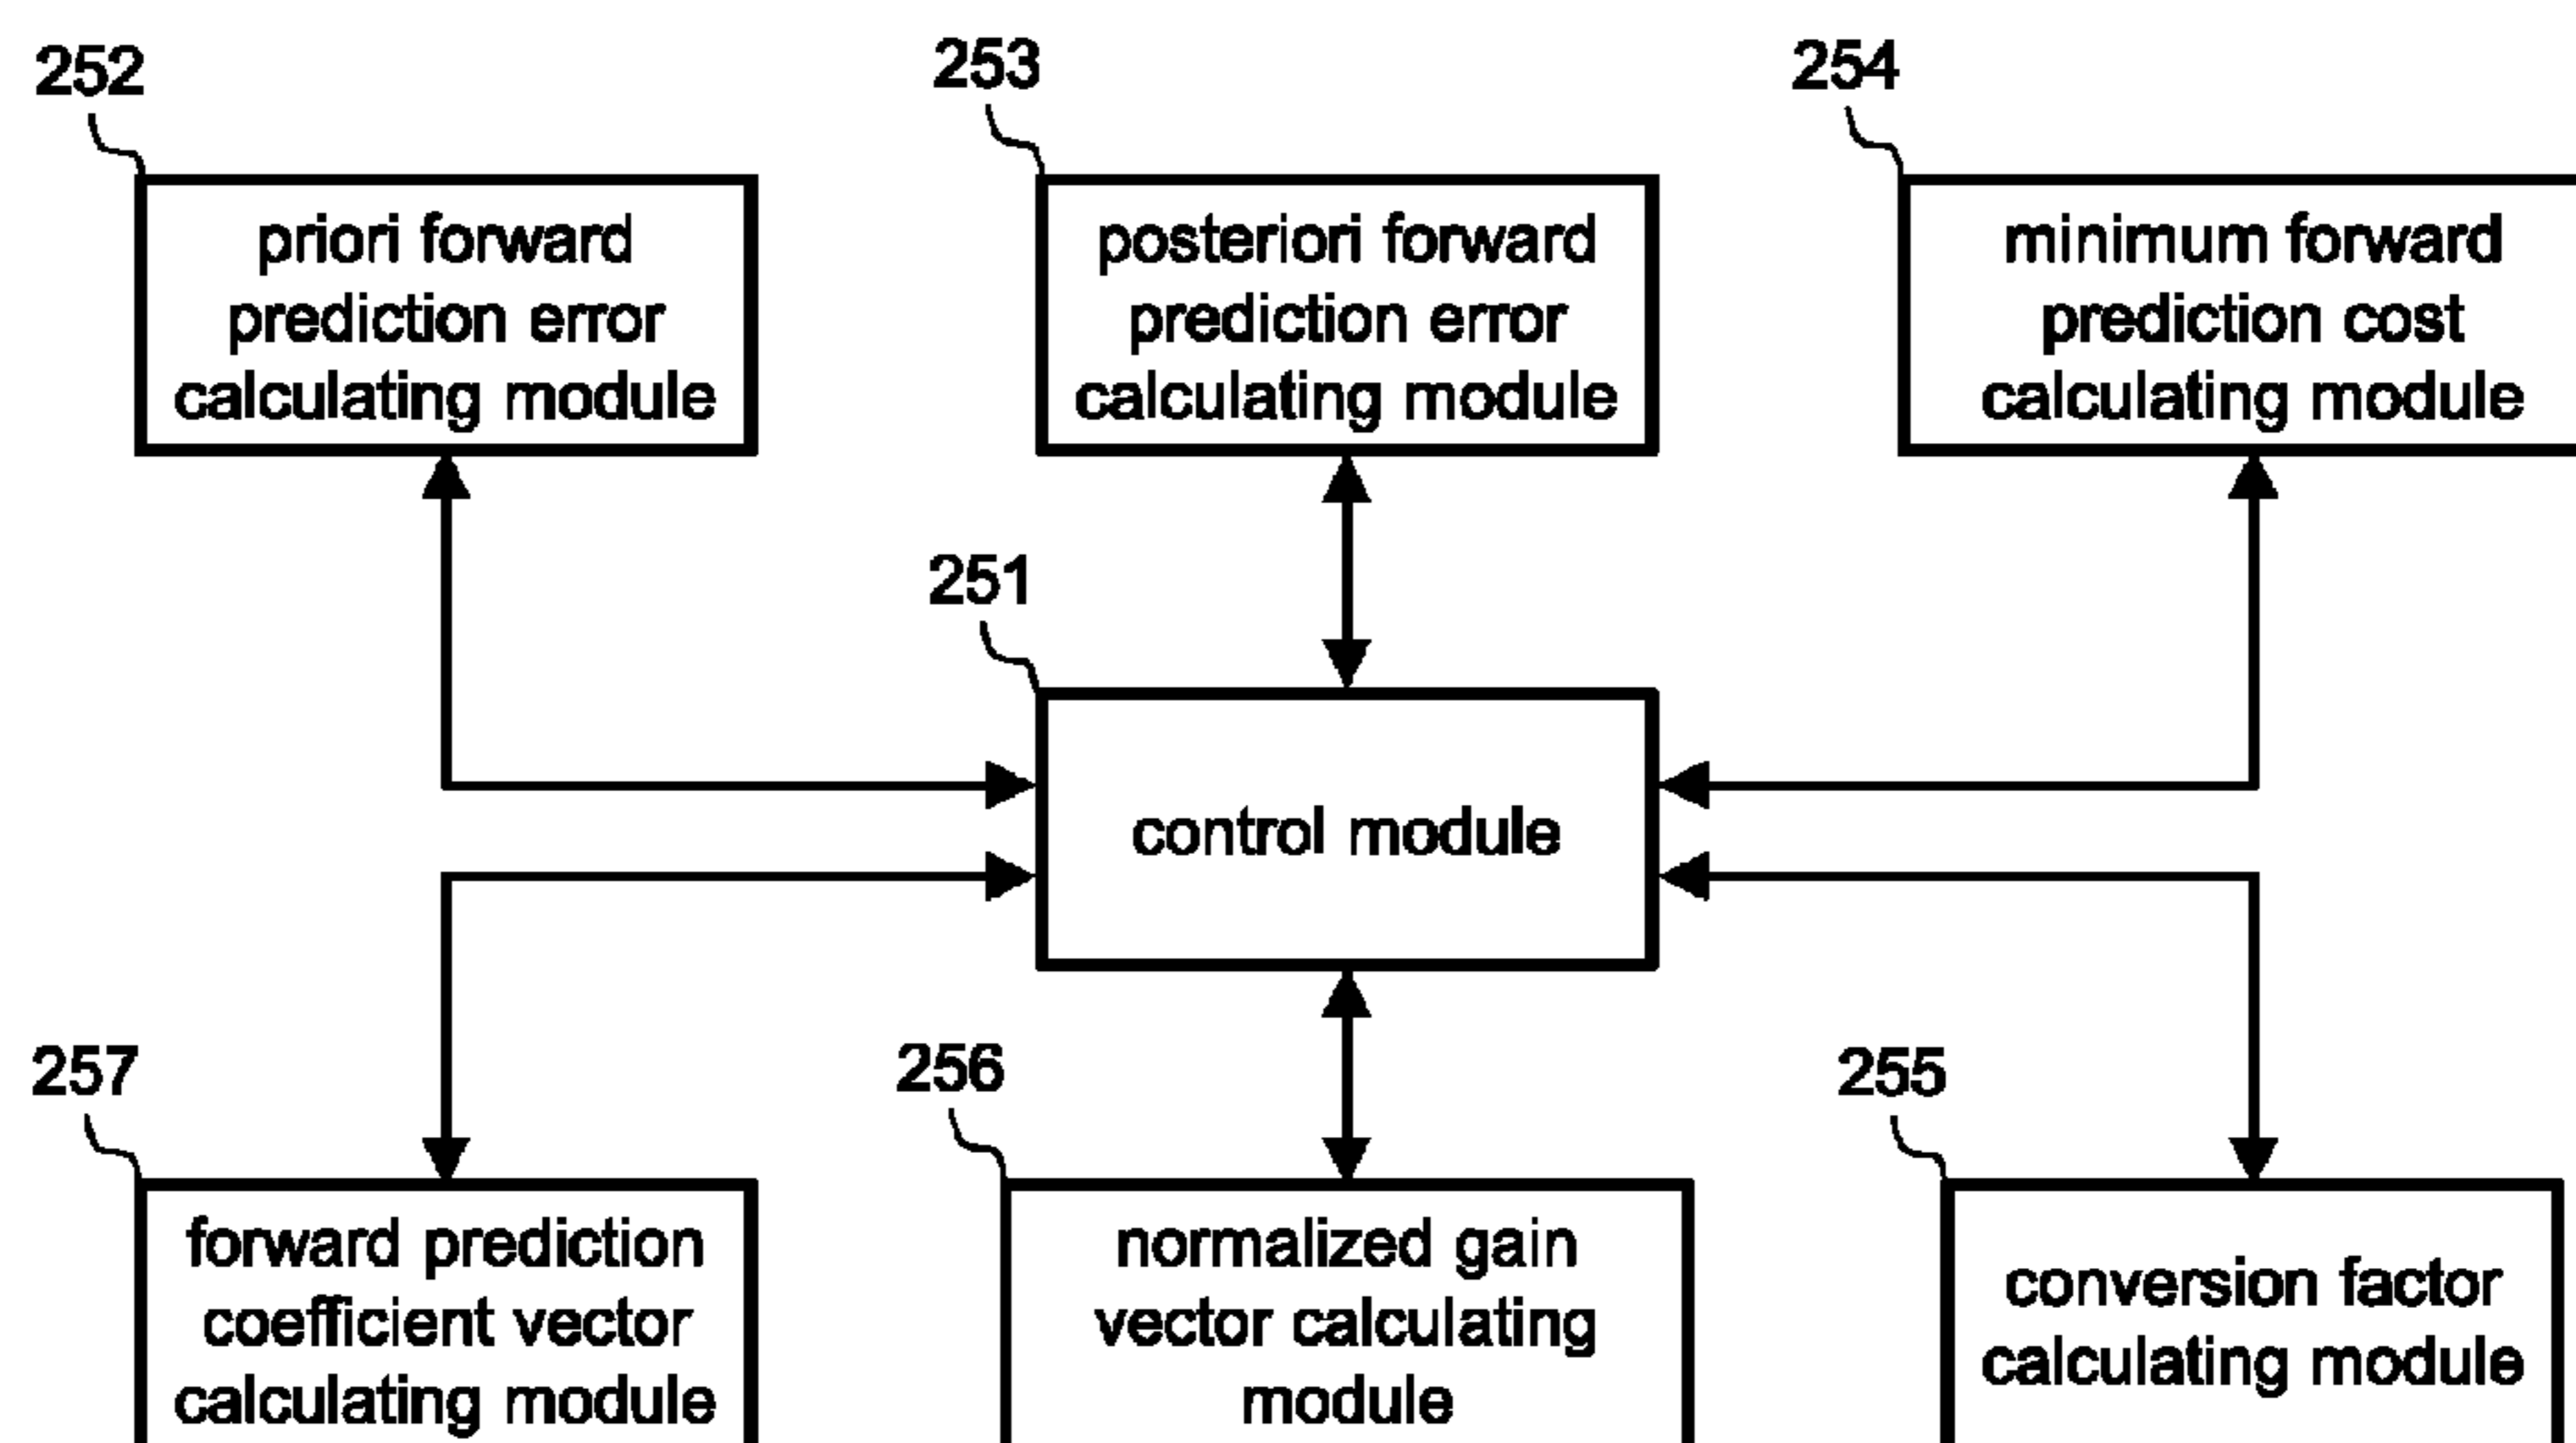 252
priori forward
prediction error
calculating module
253
posteriori forward
prediction error
calculating module
254
minimum forward
prediction cost
calculating module
251
control module
257
forward prediction
coefficient vector
calculating module
256
normalized gain
vector calculating
module
255
conversion factor
calculating module